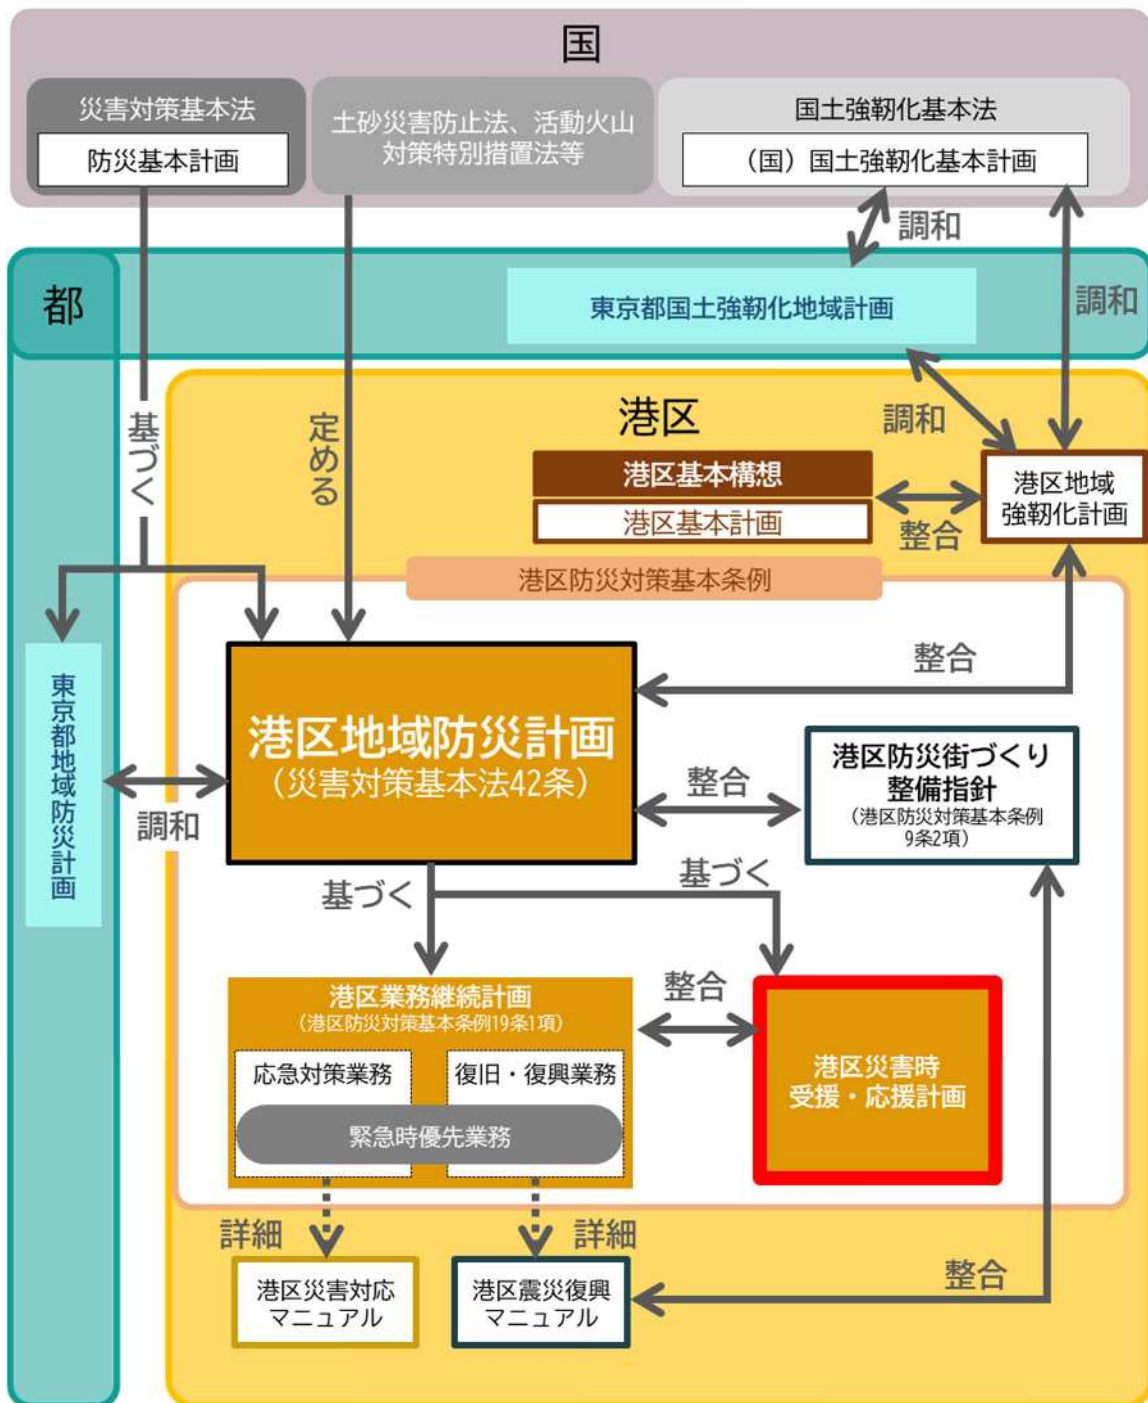 国
災害対策基本法
防災基本計画
土砂災害防止法、活動火山
対策特別措置法等
国土強靭化基本法
（国）国土強靭化基本計画
調和
都
東京都国土強靭化地域計画
調和
基づく
定める
港区
調和
港区基本構想
港区基本計画
整合
港区地域
強靭化計画
港区防災対策基本条例
整合
東京都地域防災計画
調和
港区地域防災計画
（災害対策基本法42条）
整合
港区防災街づくり
整備指針
（港区防災対策基本条例
9条2項）
基づく
基づく
港区業務継続計画
（港区防災対策基本条例19条1項）
応急対策業務
復旧・復興業務
緊急時優先業務
整合
港区災害時
受援・応援計画
詳細
詳細
港区災害対応
マニュアル
港区震災復興
マニュアル
整合